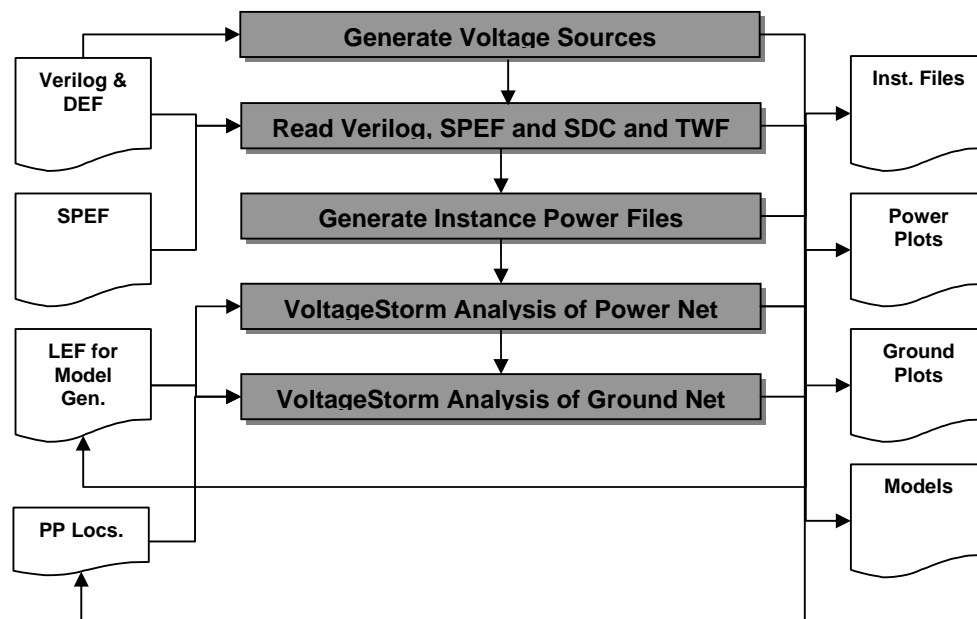 Generate Voltage Sources
Verilog &
DEF
Inst. Files
Read Verilog, SPEF and SDC and TWF
SPEF
Generate Instance Power Files
Power
Plots
VoltageStorm Analysis of Power Net
LEF for
Model
Gen.
Ground
Plots
VoltageStorm Analysis of Ground Net
Models
PP Locs.